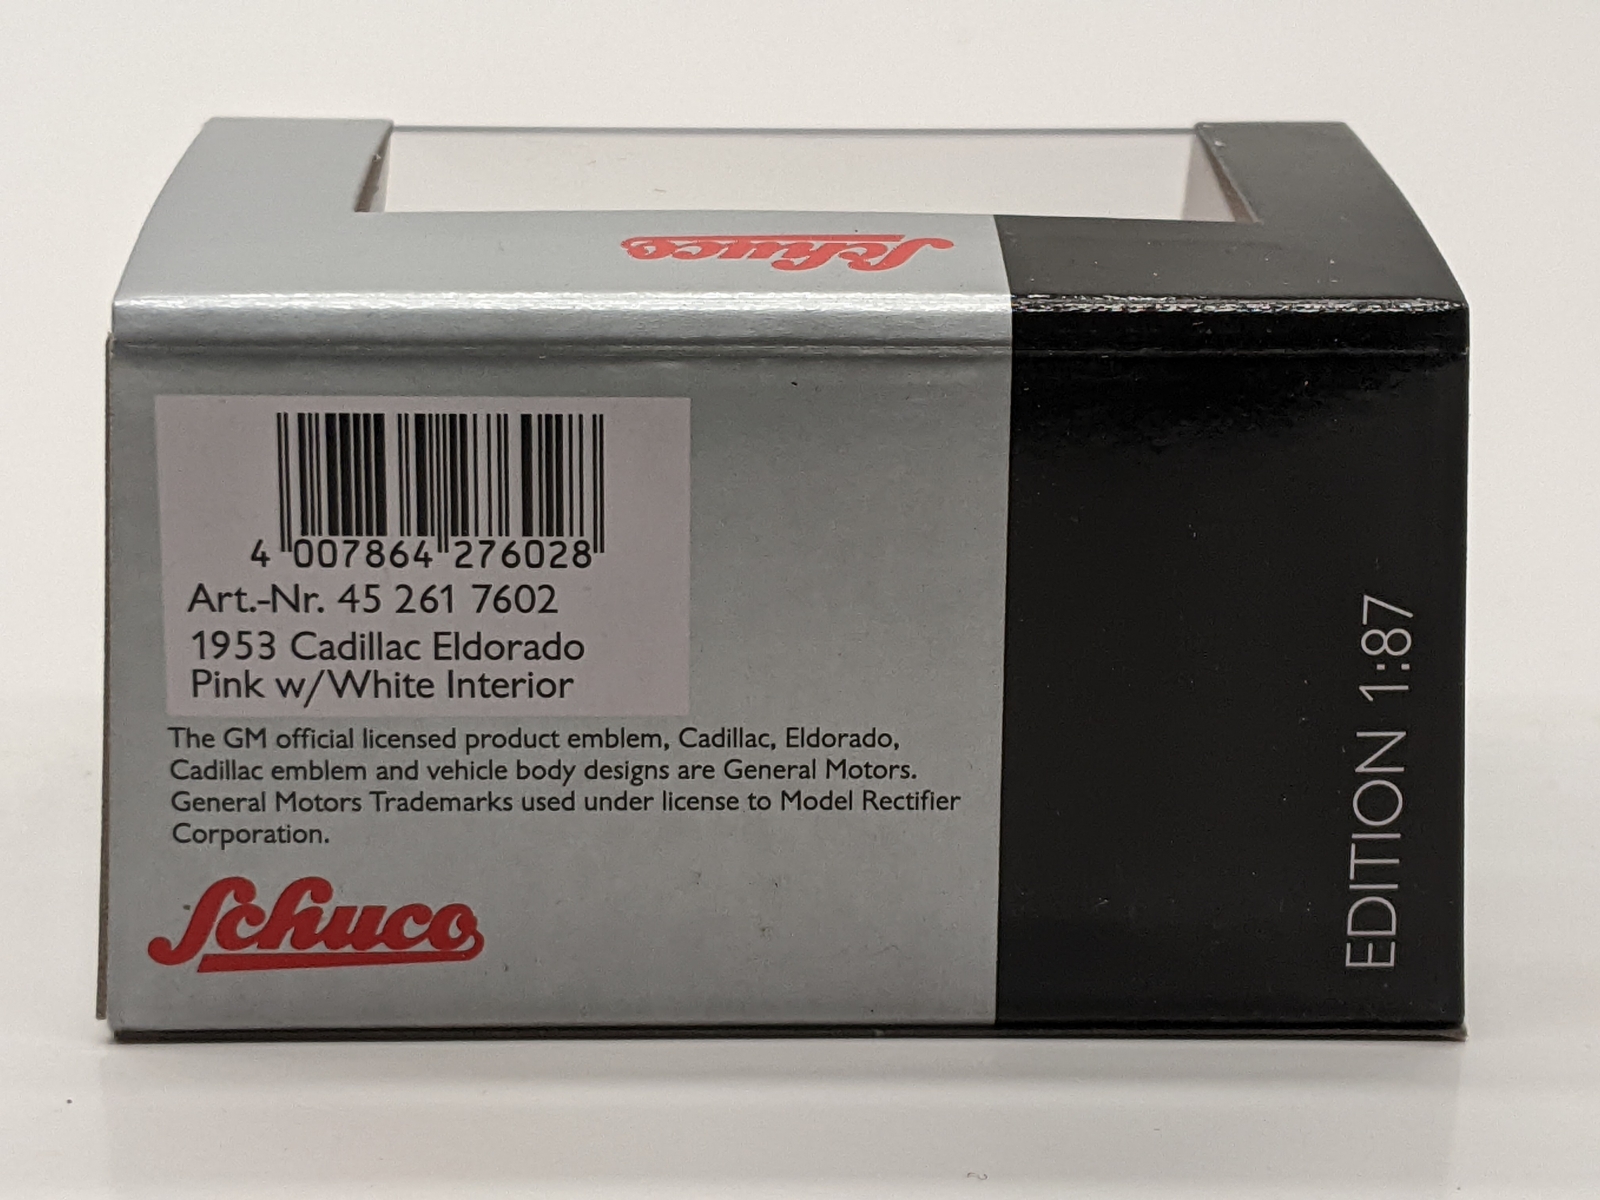 Schuco
4 007864 276028
Art.-Nr. 45 261 7602
1953 Cadillac Eldorado
Pink w/White Interior
The GM official licensed product emblem, Cadillac, Eldorado,
Cadillac emblem and vehicle body designs are General Motors.
General Motors Trademarks used under license to Model Rectifier
Corporation.
Schuco
EDITION 1:87